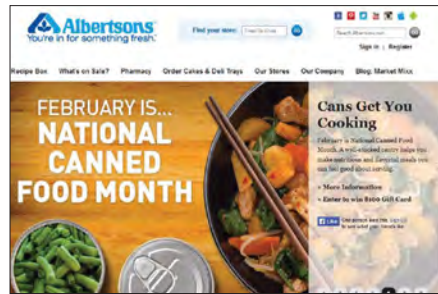 Albertsons
You're in for something fresh.
Find your store:
Sign in | Register
Recipe Box What's on Sale? Pharmacy Order Cakes & Deli Trays Our Stores Our Company Blog: Market Mixx
FEBRUARY IS...
NATIONAL
CANNED
FOOD MONTH
Cans Get You
Cooking
February is National Canned Food
Month. A well-stocked pantry helps you
make nutritious and flavorful meals you
can feel good about serving.
» More Information
» Enter to win $100 Gift Card
Like